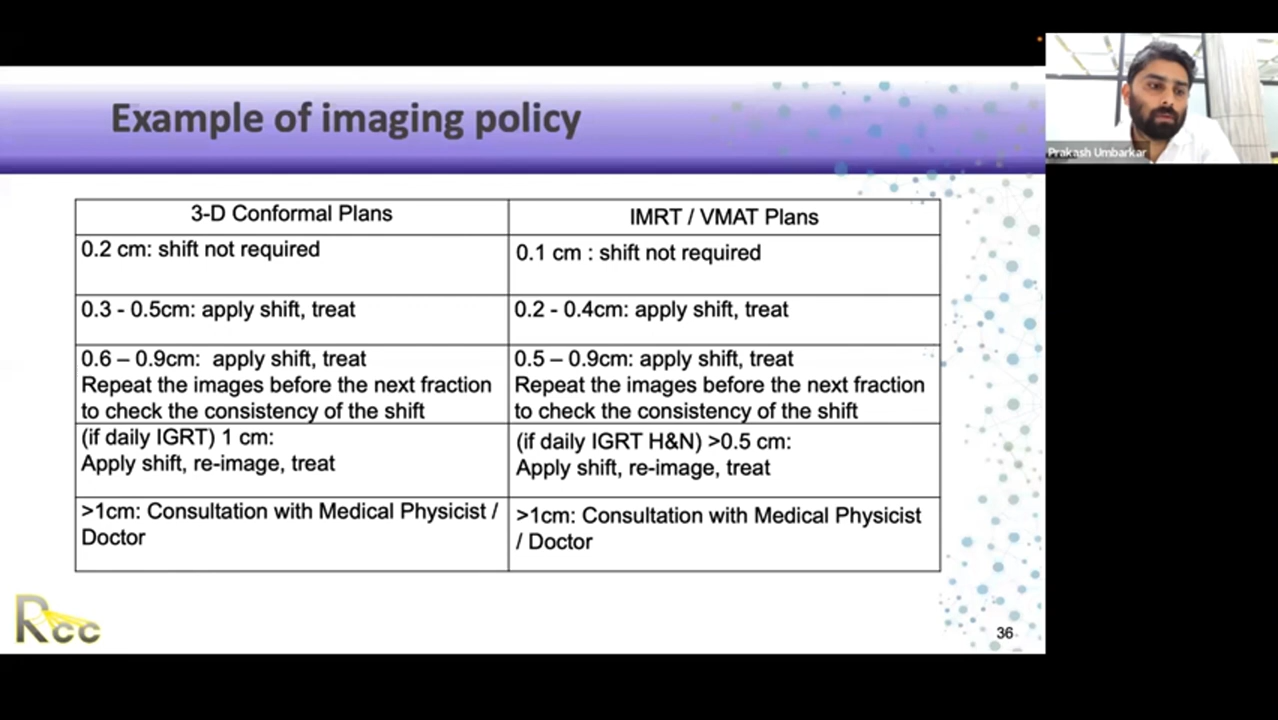 Example of imaging policy
Prakash Umbarkar
3-D Conformal Plans
IMRT / VMAT Plans
0.2 cm: shift not required
0.1 cm : shift not required
0.3 - 0.5cm: apply shift, treat
0.2 - 0.4cm: apply shift, treat
0.6 – 0.9cm:  apply shift, treat
Repeat the images before the next fraction
to check the consistency of the shift
0.5 – 0.9cm: apply shift, treat
Repeat the images before the next fraction
to check the consistency of the shift
(if daily IGRT) 1 cm:
Apply shift, re-image, treat
(if daily IGRT H&N) >0.5 cm:
Apply shift, re-image, treat
>1cm: Consultation with Medical Physicist /
Doctor
>1cm: Consultation with Medical Physicist
/ Doctor
Rcc
36